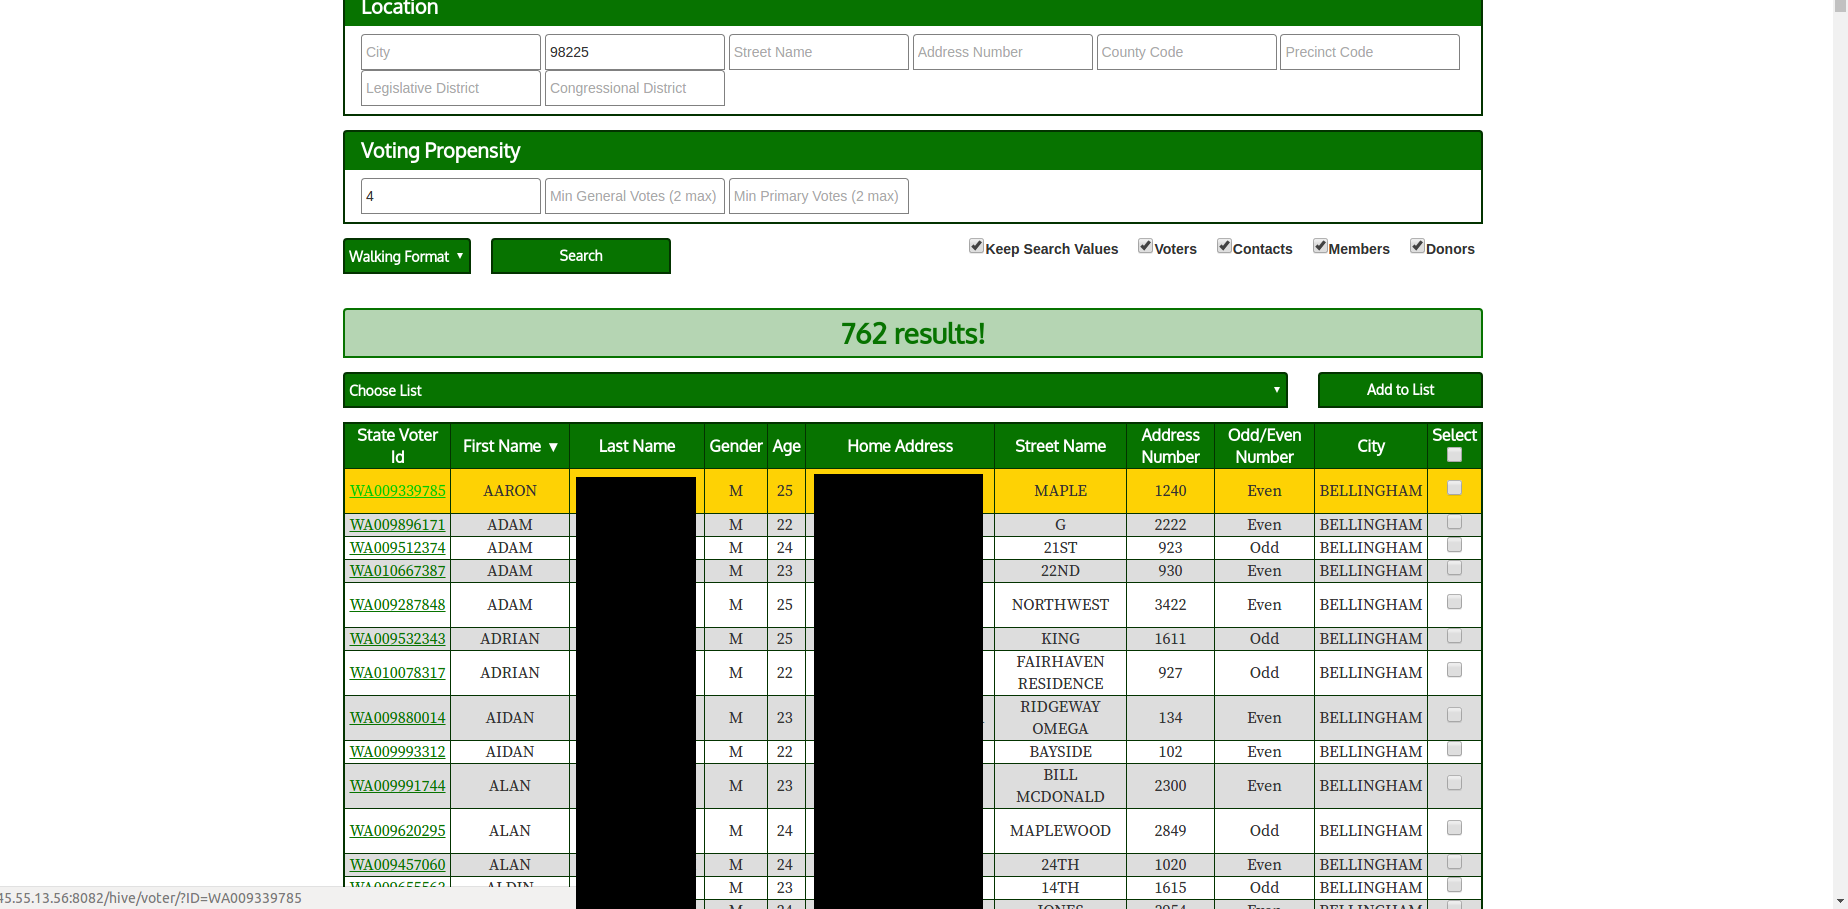 Location
City 98225 Street Name Address Number County Code Precinct Code
Legislative District Congressional District
Voting Propensity
4 Min General Votes (2 max) Min Primary Votes (2 max)
Walking Format ▼ Search Keep Search Values Voters Contacts Members Donors
762 results!
Choose List ▼ Add to List
State Voter Id First Name ▼ Last Name Gender Age Home Address Street Name Address Number Odd/Even Number City Select
WA009339785 AARON M 25 MAPLE 1240 Even BELLINGHAM
WA009896171 ADAM M 22 G 2222 Even BELLINGHAM
WA009512374 ADAM M 24 21ST 923 Odd BELLINGHAM
WA010667387 ADAM M 23 22ND 930 Even BELLINGHAM
WA009287848 ADAM M 25 NORTHWEST 3422 Even BELLINGHAM
WA009532343 ADRIAN M 25 KING 1611 Odd BELLINGHAM
WA010078317 ADRIAN M 22 FAIRHAVEN RESIDENCE 927 Odd BELLINGHAM
WA009880014 AIDAN M 23 RIDGEWAY OMEGA 134 Even BELLINGHAM
WA009993312 AIDAN M 22 BAYSIDE 102 Even BELLINGHAM
WA009991744 ALAN M 23 BILL MCDONALD 2300 Even BELLINGHAM
WA009620295 ALAN M 24 MAPLEWOOD 2849 Odd BELLINGHAM
WA009457060 ALAN M 24 24TH 1020 Even BELLINGHAM
ALDIN M 23 14TH 1615 Odd BELLINGHAM
JONES Even BELLINGHAM
45.55.13.56:8082/hive/voter/?ID=WA009339785